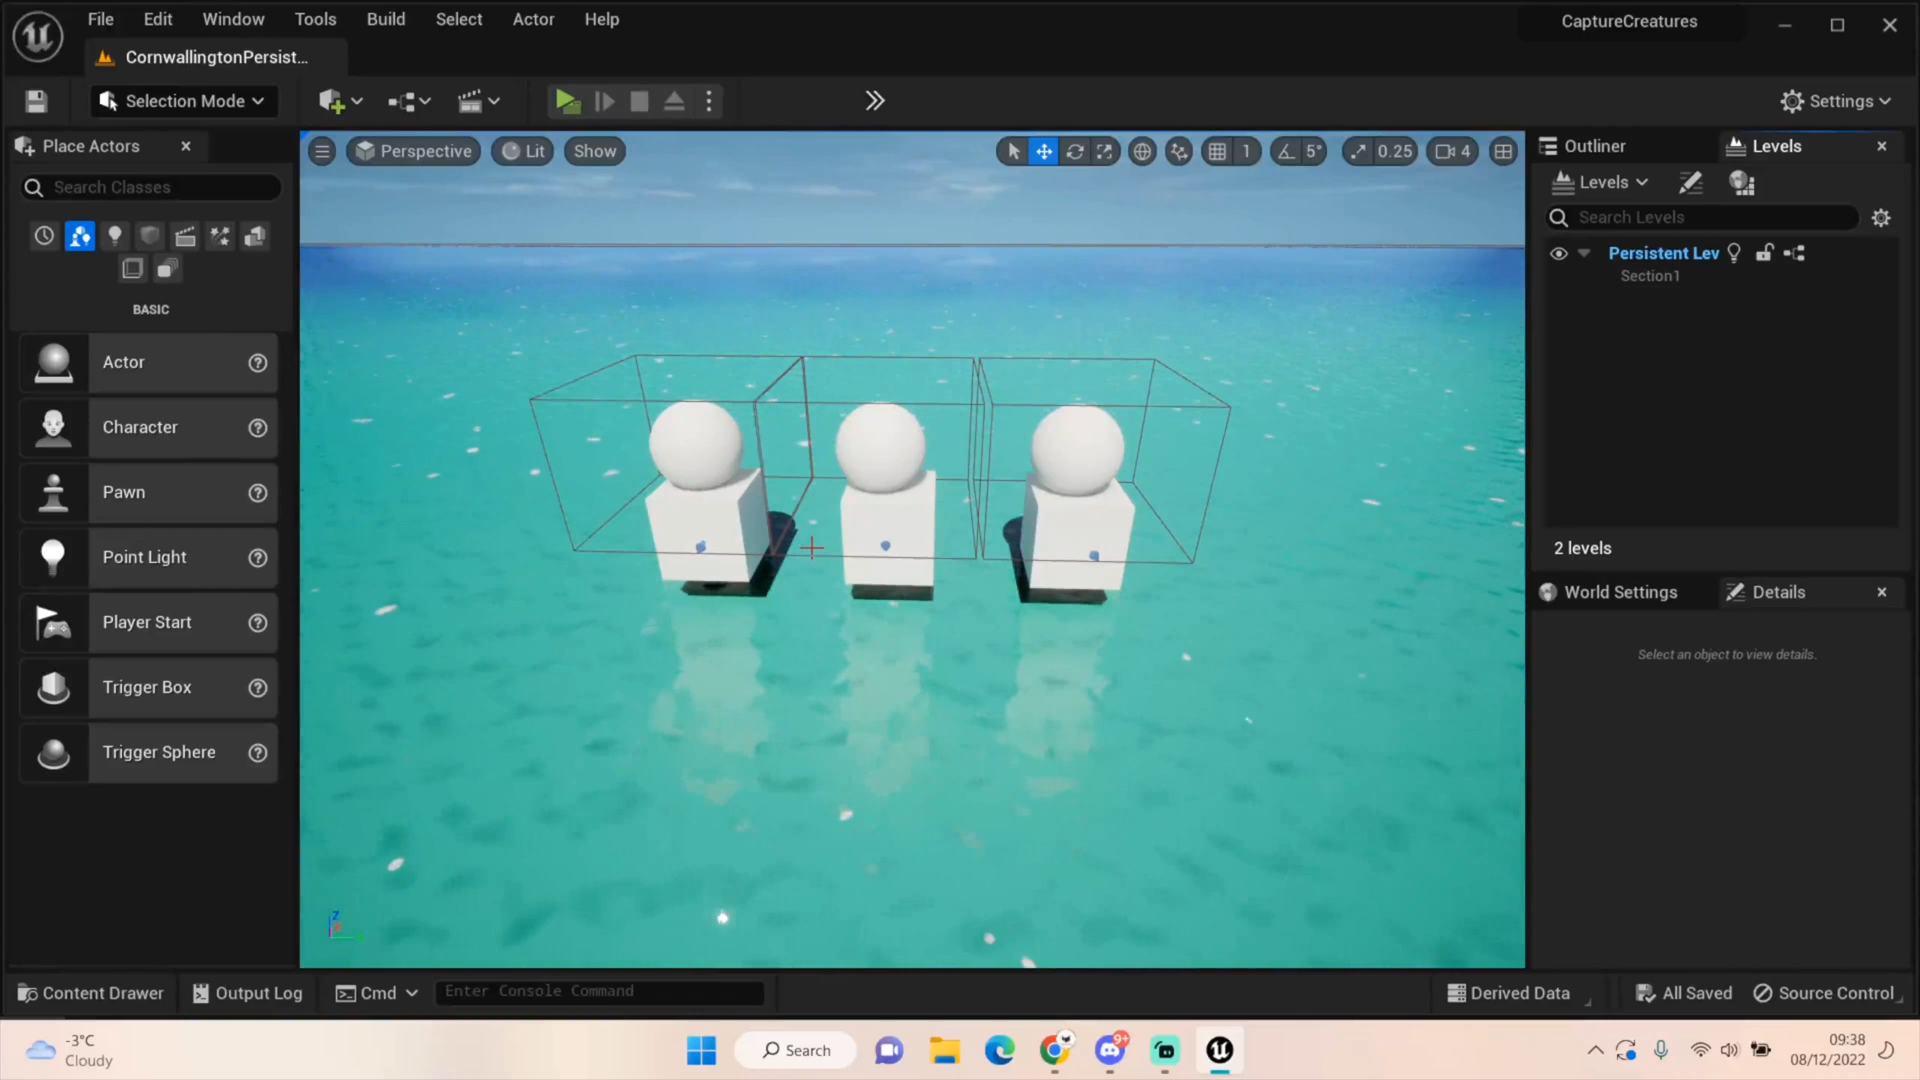 File Edit Window Tools Build Select Actor Help
CaptureCreatures
CornwallingtonPersist...
Selection Mode
Settings
Place Actors
Search Classes
BASIC
Actor
Character
Pawn
Point Light
Player Start
Trigger Box
Trigger Sphere
Perspective Lit Show
1 5° 0.25 4
Z
Outliner Levels
Levels
Search Levels
Persistent Lev
Section1
2 levels
World Settings Details
Select an object to view details.
Content Drawer Output Log Cmd Enter Console Command Derived Data All Saved Source Control
-3°C
Cloudy
Search
9+
09:38
08/12/2022